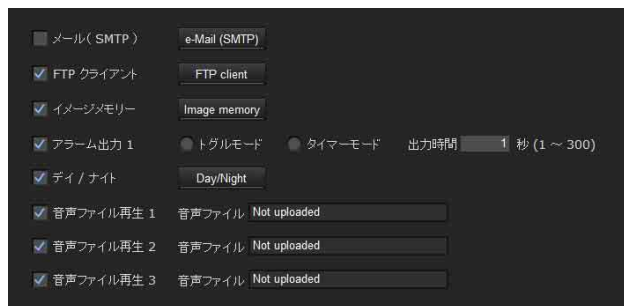 メール( SMTP ) e-Mail (SMTP)
FTP クライアント FTP client
イメージメモリー Image memory
アラーム出力 1 トグルモード タイマーモード 出力時間 1 秒 (1 ~ 300)
デイ / ナイト Day/Night
音声ファイル再生 1 音声ファイル Not uploaded
音声ファイル再生 2 音声ファイル Not uploaded
音声ファイル再生 3 音声ファイル Not uploaded